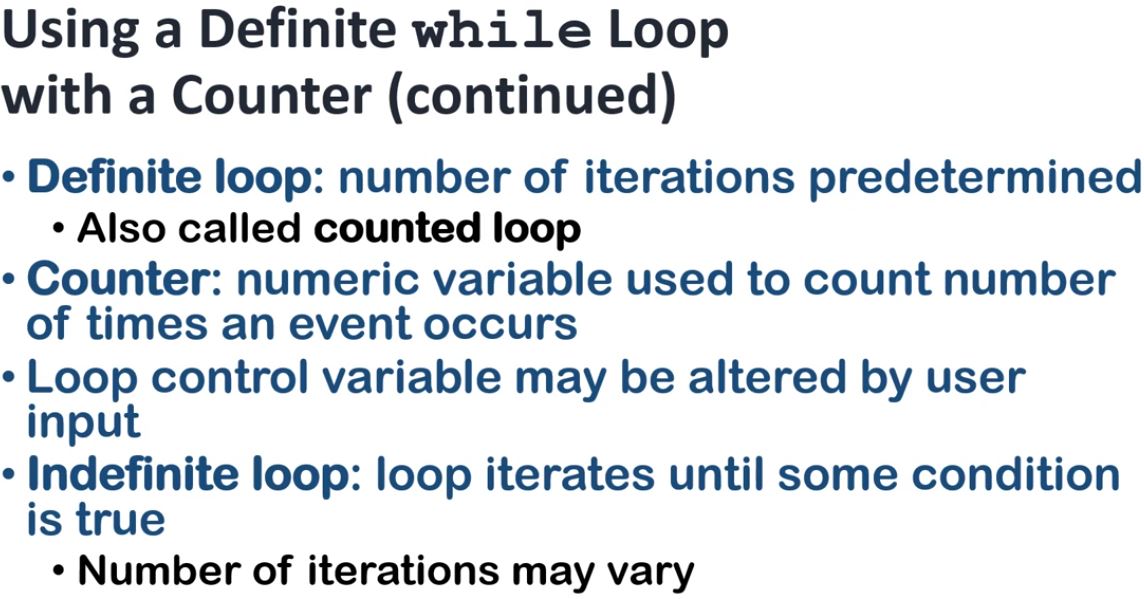 Using a Definite while Loop
with a Counter (continued)
• Definite loop: number of iterations predetermined
• Also called counted loop
• Counter: numeric variable used to count number
of times an event occurs
• Loop control variable may be altered by user
input
• Indefinite loop: loop iterates until some condition
is true
• Number of iterations may vary